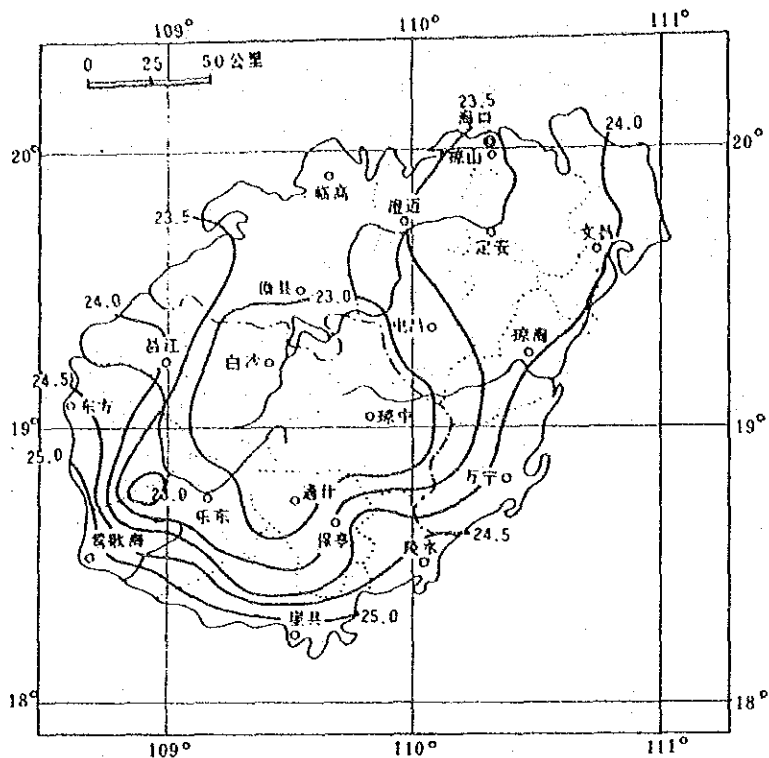 109°
110°
111°
0 25 50公里
23.5
海口
24.0
20°
20°
琼山
临高
澄迈
23.5
定安
文昌
儋县
23.0
24.0
屯昌
琼海
昌江
白沙
24.5
东方
琼中
19°
19°
25.0
万宁
通什
23.0
乐东
保亭
莺歌海
陵水
24.5
崖县
25.0
18°
18°
109°
110°
111°